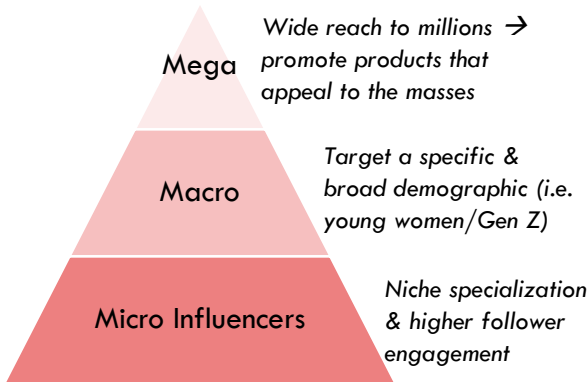 Mega
Wide reach to millions →
promote products that
appeal to the masses
Macro
Target a specific &
broad demographic (i.e.
young women/Gen Z)
Micro Influencers
Niche specialization
& higher follower
engagement